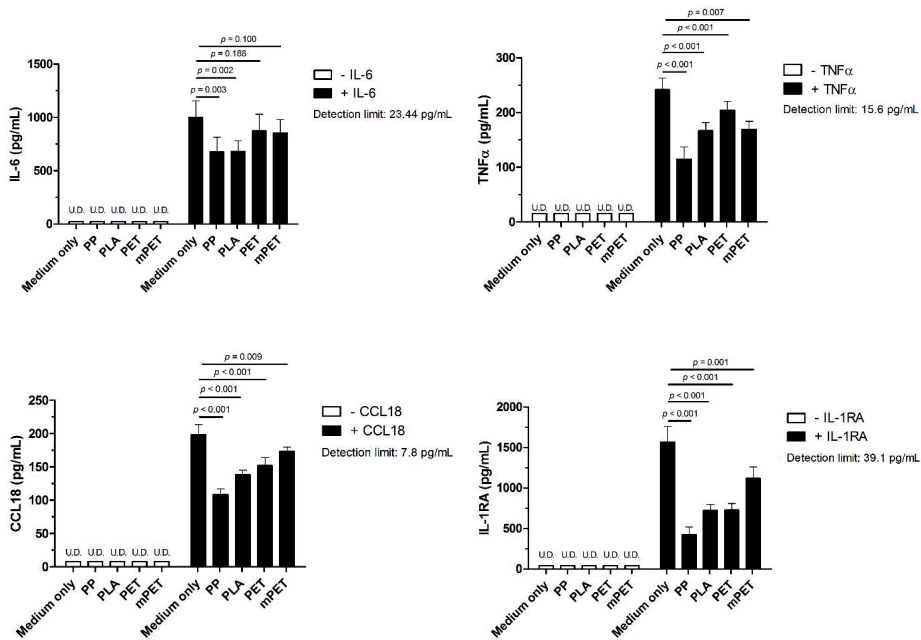 p = 0.100
p = 0.188
p = 0.002
p = 0.003
1500
1000
500
0
IL-6 (pg/mL)
- IL-6
+ IL-6
Detection limit: 23.44 pg/mL
U.D. U.D. U.D. U.D. U.D.
Medium only PP PLA PET mPET Medium only PP PLA PET mPET
p = 0.007
p < 0.001
p < 0.001
p < 0.001
300
200
100
0
TNFα (pg/mL)
- TNFα
+ TNFα
Detection limit: 15.6 pg/mL
U.D. U.D. U.D. U.D. U.D.
Medium only PP PLA PET mPET Medium only PP PLA PET mPET
p = 0.009
p < 0.001
p < 0.001
p < 0.001
250
200
150
100
50
0
CCL18 (pg/mL)
- CCL18
+ CCL18
Detection limit: 7.8 pg/mL
U.D. U.D. U.D. U.D. U.D.
Medium only PP PLA PET mPET Medium only PP PLA PET mPET
p = 0.001
p < 0.001
p < 0.001
p < 0.001
2000
1500
1000
500
0
IL-1RA (pg/mL)
- IL-1RA
+ IL-1RA
Detection limit: 39.1 pg/mL
U.D. U.D. U.D. U.D. U.D.
Medium only PP PLA PET mPET Medium only PP PLA PET mPET